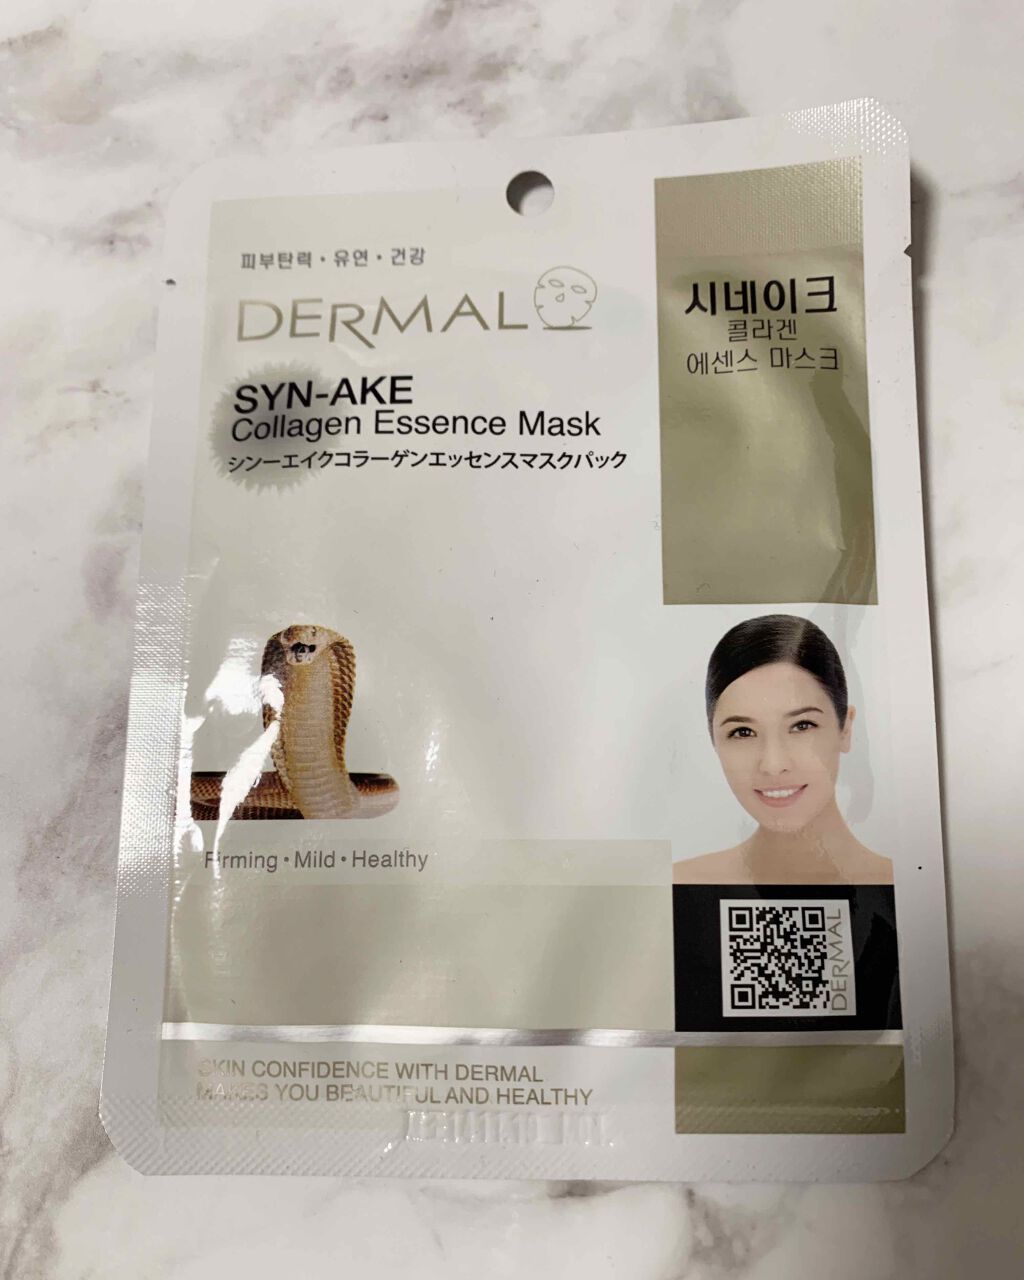 피부탄력 • 유연 • 건강
DERMAL
SYN-AKE
Collagen Essence Mask
シンーエイクコラーゲンエッセンスマスクパック
시네이크
콜라겐
에센스 마스크
Firming • Mild • Healthy
DERMAL
SKIN CONFIDENCE WITH DERMAL
MAKES YOU BEAUTIFUL AND HEALTHY